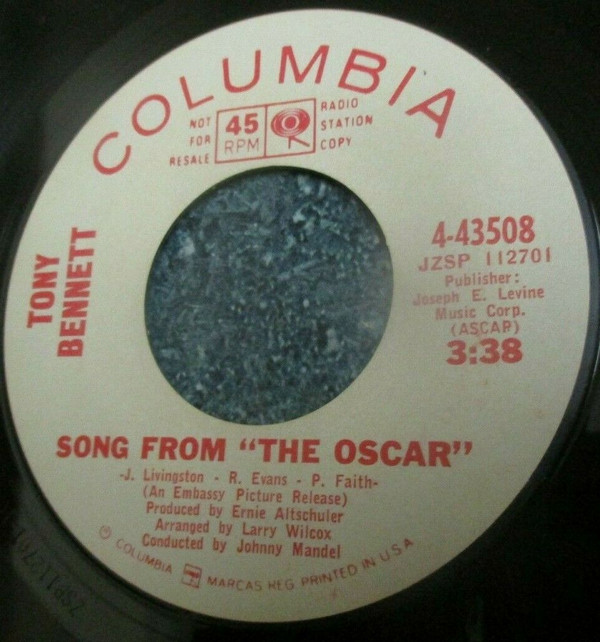 COLUMBIA
NOT
FOR
RESALE
45
RPM
RADIO
STATION
COPY
TONY
BENNETT
4-43508
JZSP 112701
Publisher:
Joseph E. Levine
Music Corp.
(ASCAP)
3:38
SONG FROM "THE OSCAR"
-J. Livingston - R. Evans - P. Faith-
(An Embassy Picture Release)
Produced by Ernie Altschuler
Arranged by Larry Wilcox
Conducted by Johnny Mandel
Ⓟ COLUMBIA MARCAS REG. PRINTED IN U.S.A